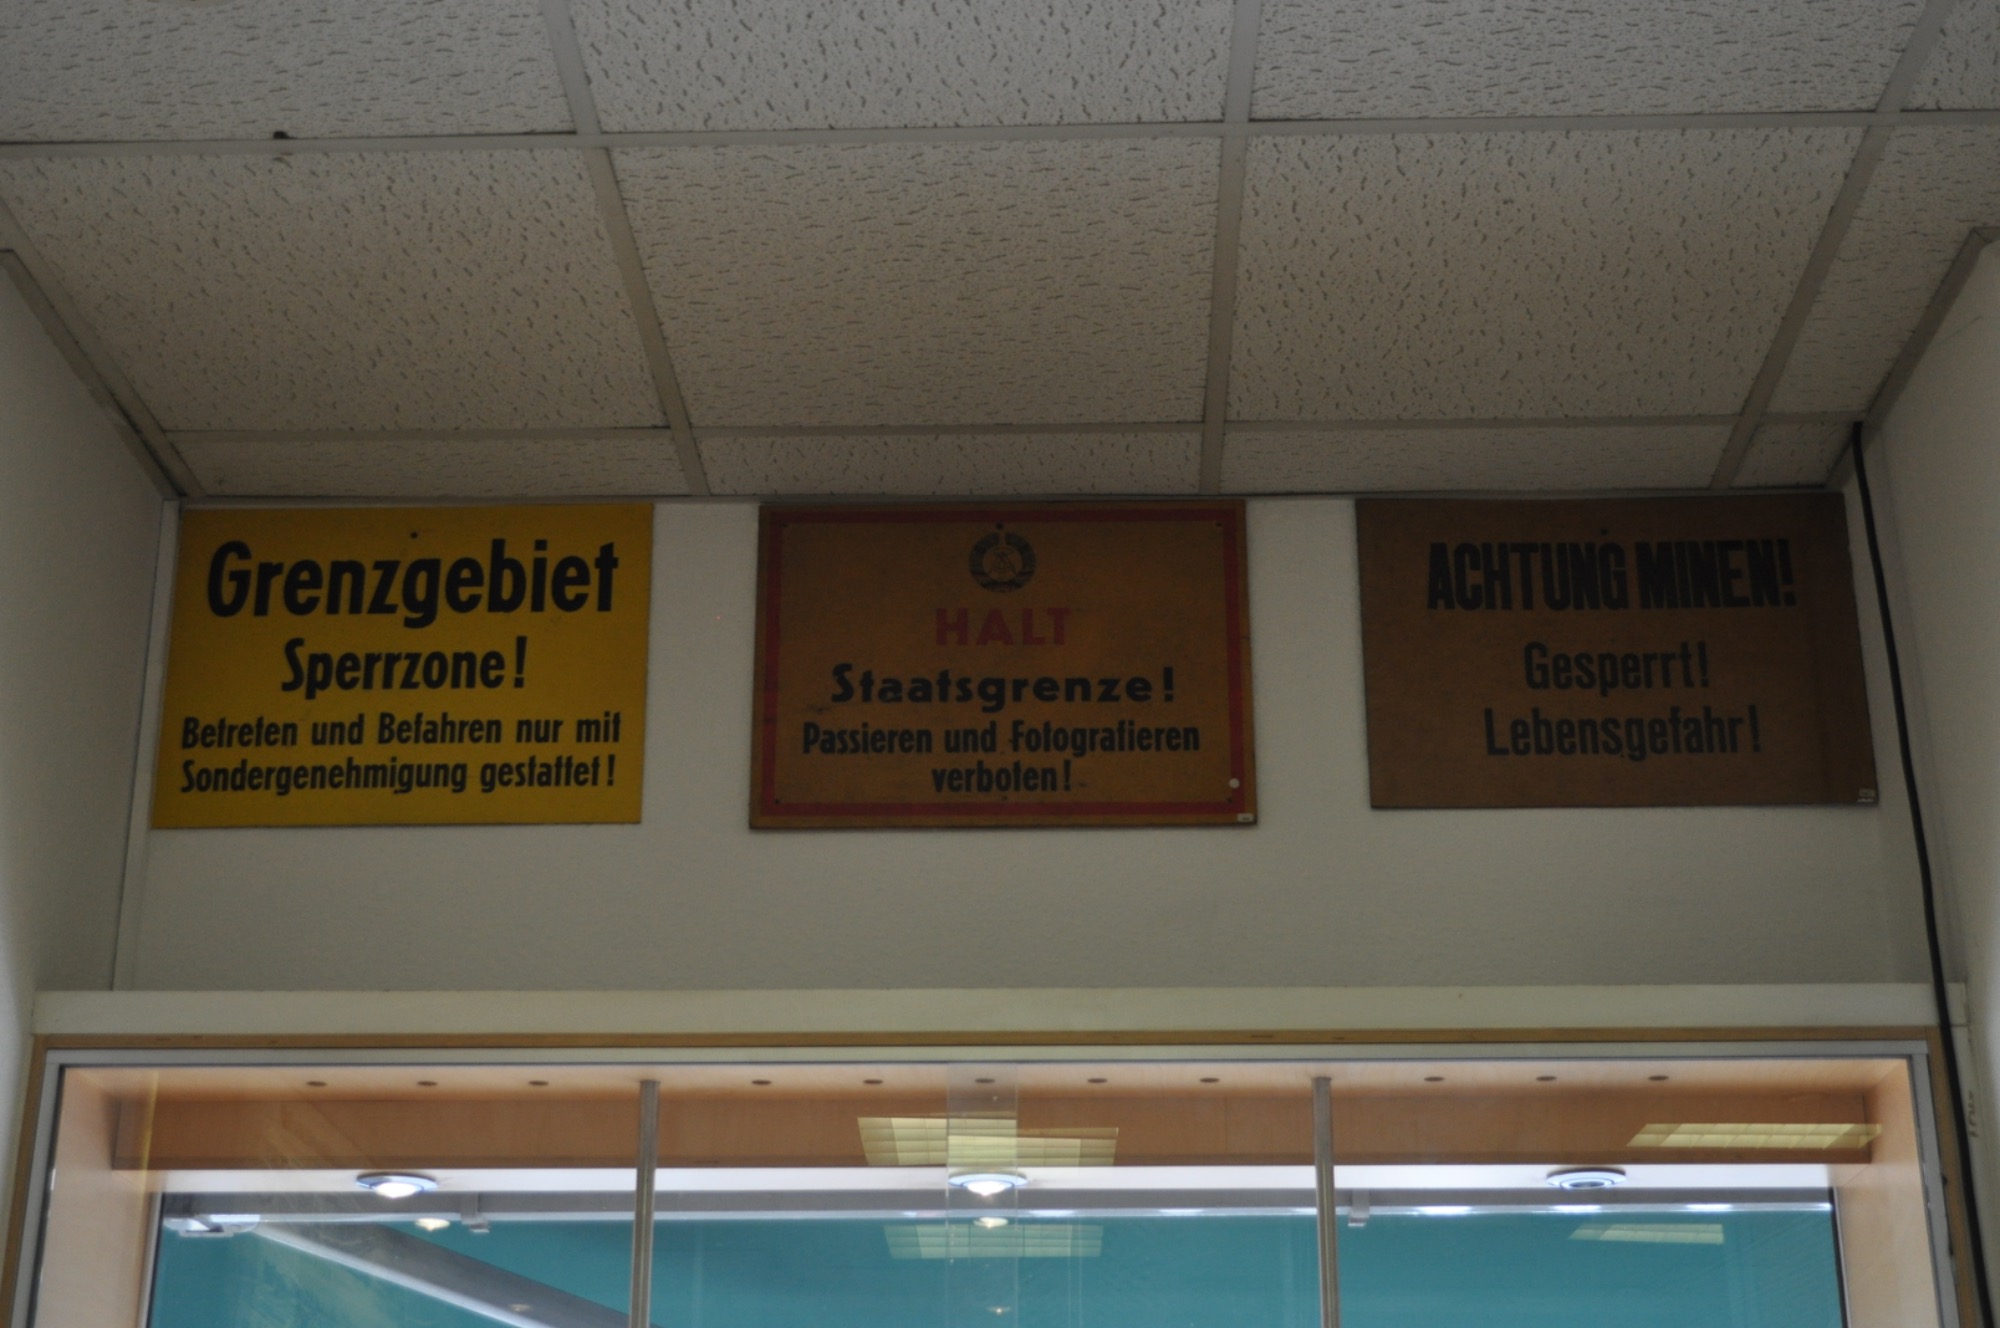 Grenzgebiet
Sperrzone!
Betreten und Befahren nur mit
Sondergenehmigung gestattet!
HALT
Staatsgrenze!
Passieren und Fotografieren
verboten!
ACHTUNG MINEN!
Gesperrt!
Lebensgefahr!